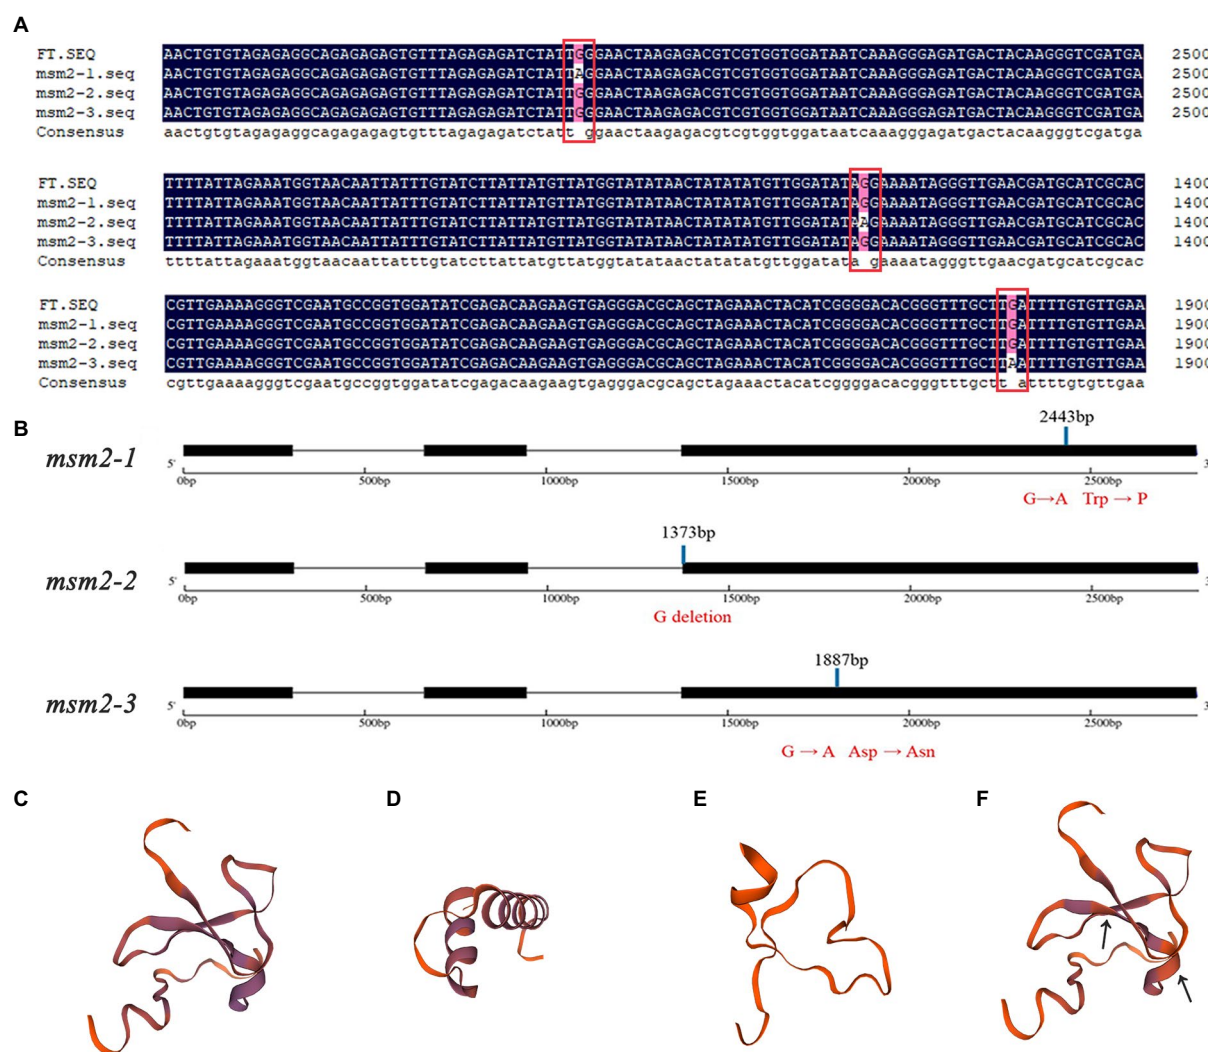 A
FT.SEQ AACTGTGTAGAGAGGCAGAGAGAGTGTTTAGAGAGATCTATTGGGAACTAAGAGACGTCGTGGTGGATAATCAAAGGGAGATGACTACAAGGGTCGATGA 2500
msm2-1.seq AACTGTGTAGAGAGGCAGAGAGAGTGTTTAGAGAGATCTATTAGGAACTAAGAGACGTCGTGGTGGATAATCAAAGGGAGATGACTACAAGGGTCGATGA 2500
msm2-2.seq AACTGTGTAGAGAGGCAGAGAGAGTGTTTAGAGAGATCTATTGGGAACTAAGAGACGTCGTGGTGGATAATCAAAGGGAGATGACTACAAGGGTCGATGA 2500
msm2-3.seq AACTGTGTAGAGAGGCAGAGAGAGTGTTTAGAGAGATCTATTGGGAACTAAGAGACGTCGTGGTGGATAATCAAAGGGAGATGACTACAAGGGTCGATGA 2500
Consensus aactgtgtagagaggcagagagagtgtttagagagatctatt ggaactaagagacgtcgtggtggataatcaaagggagatgactacaagggtcgatga
FT.SEQ TTTTATTAGAAATGGTAACAATTATTTGTATCTTATTATGTTATGGTATATAACTATATATGTTGGATATAGGAAAATAGGGTTGAACGATGCATCGCAC 1400
msm2-1.seq TTTTATTAGAAATGGTAACAATTATTTGTATCTTATTATGTTATGGTATATAACTATATATGTTGGATATAGGAAAATAGGGTTGAACGATGCATCGCAC 1400
msm2-2.seq TTTTATTAGAAATGGTAACAATTATTTGTATCTTATTATGTTATGGTATATAACTATATATGTTGGATATAAGAAAATAGGGTTGAACGATGCATCGCAC 1400
msm2-3.seq TTTTATTAGAAATGGTAACAATTATTTGTATCTTATTATGTTATGGTATATAACTATATATGTTGGATATAGGAAAATAGGGTTGAACGATGCATCGCAC 1400
Consensus ttttattagaaatggtaacaattatttgtatcttattatgttatggtatataactatatatgttggatata gaaaatagggttgaacgatgcatcgcac
FT.SEQ CGTTGAAAAGGGTCGAATGCCGGTGGATATCGAGACAAGAAGTGAGGGACGCAGCTAGAAACTACATCGGGGACACGGGTTTGCTTGATTTTGTGTTGAA 1900
msm2-1.seq CGTTGAAAAGGGTCGAATGCCGGTGGATATCGAGACAAGAAGTGAGGGACGCAGCTAGAAACTACATCGGGGACACGGGTTTGCTTGATTTTGTGTTGAA 1900
msm2-2.seq CGTTGAAAAGGGTCGAATGCCGGTGGATATCGAGACAAGAAGTGAGGGACGCAGCTAGAAACTACATCGGGGACACGGGTTTGCTTGATTTTGTGTTGAA 1900
msm2-3.seq CGTTGAAAAGGGTCGAATGCCGGTGGATATCGAGACAAGAAGTGAGGGACGCAGCTAGAAACTACATCGGGGACACGGGTTTGCTTAATTTTGTGTTGAA 1900
Consensus cgttgaaaagggtcgaatgccggtggatatcgagacaagaagtgagggacgcagctagaaactacatcggggacacgggtttgctt attttgtgttgaa
B
2443bp
msm2-1 5' 3
0bp 500bp 1000bp 1500bp 2000bp 2500bp
G→A Trp → P
1373bp
msm2-2 5' 3
0bp 500bp 1000bp 1500bp 2000bp 2500bp
G deletion
1887bp
msm2-3 5' 3
0bp 500bp 1000bp 1500bp 2000bp 2500bp
G → A Asp → Asn
C D E F